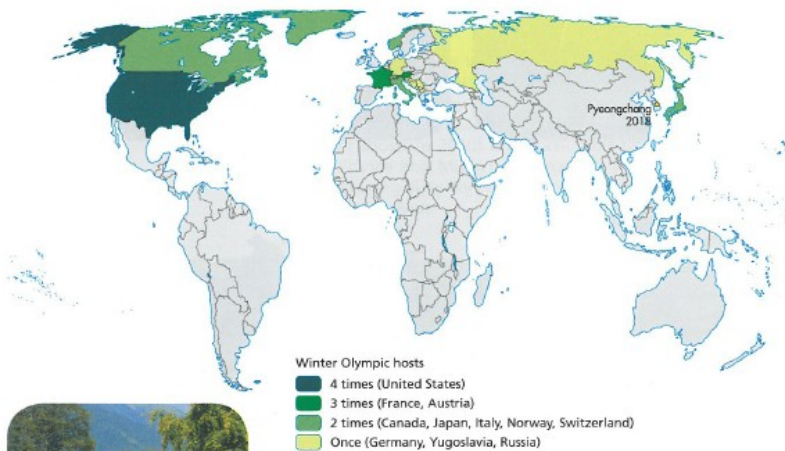 Pyeongchang
2018
Winter Olympic hosts
4 times (United States)
3 times (France, Austria)
2 times (Canada, Japan, Italy, Norway, Switzerland)
Once (Germany, Yugoslavia, Russia)